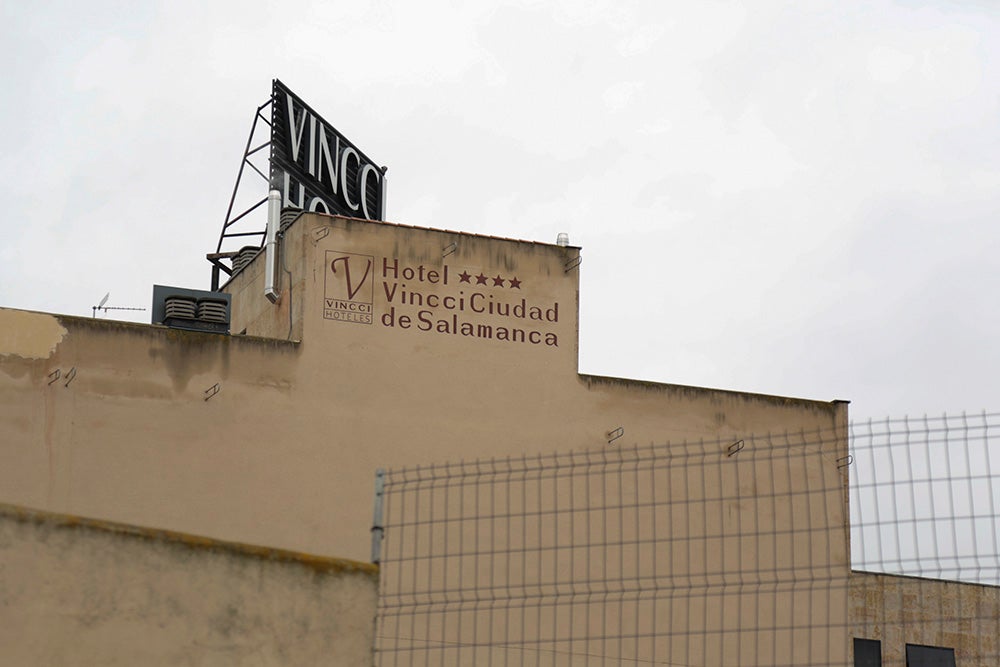 VINCCI
V
VINCCI
HOTELES
Hotel ★★★★
Vincci Ciudad
de Salamanca